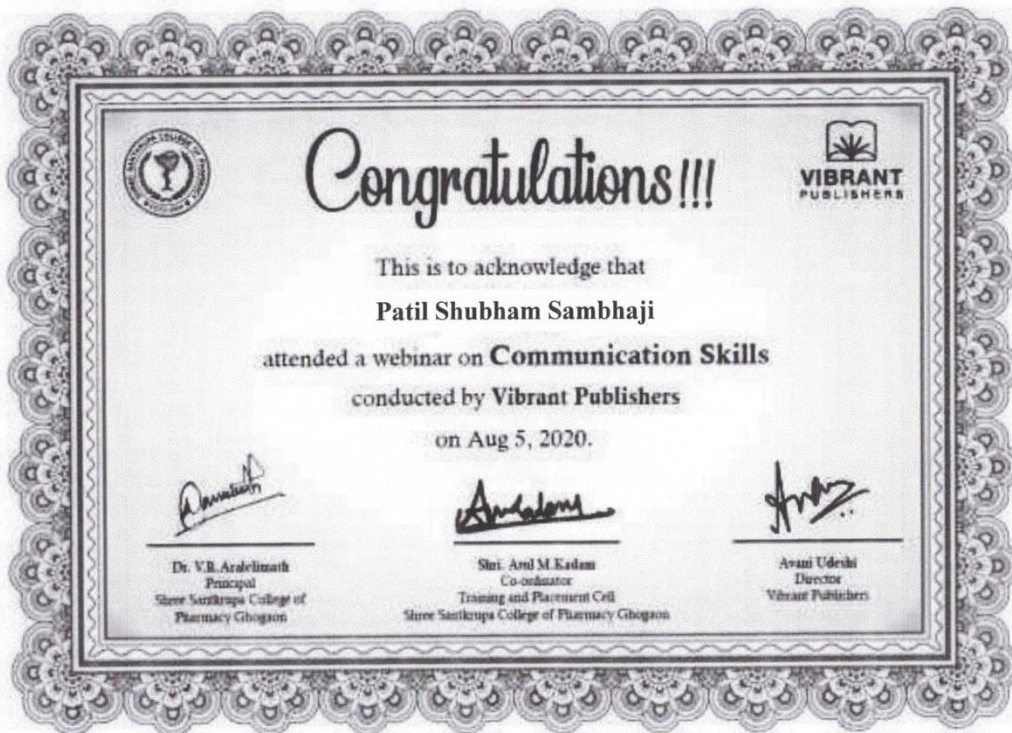 Congratulations!!!
VIBRANT
PUBLISHERS
This is to acknowledge that
Patil Shubham Sambhaji
attended a webinar on Communication Skills
conducted by Vibrant Publishers
on Aug 5, 2020.
Dr. V.R.
Principal
Shree Santkrupa College of
Pharmacy Ghogaon
Shri. Amol M.Kadam
Co-ordinator
Training and Placement Cell
Shree Santkrupa College of Pharmacy Ghogaon
Avani Udeshi
Director
Vibrant Publishers